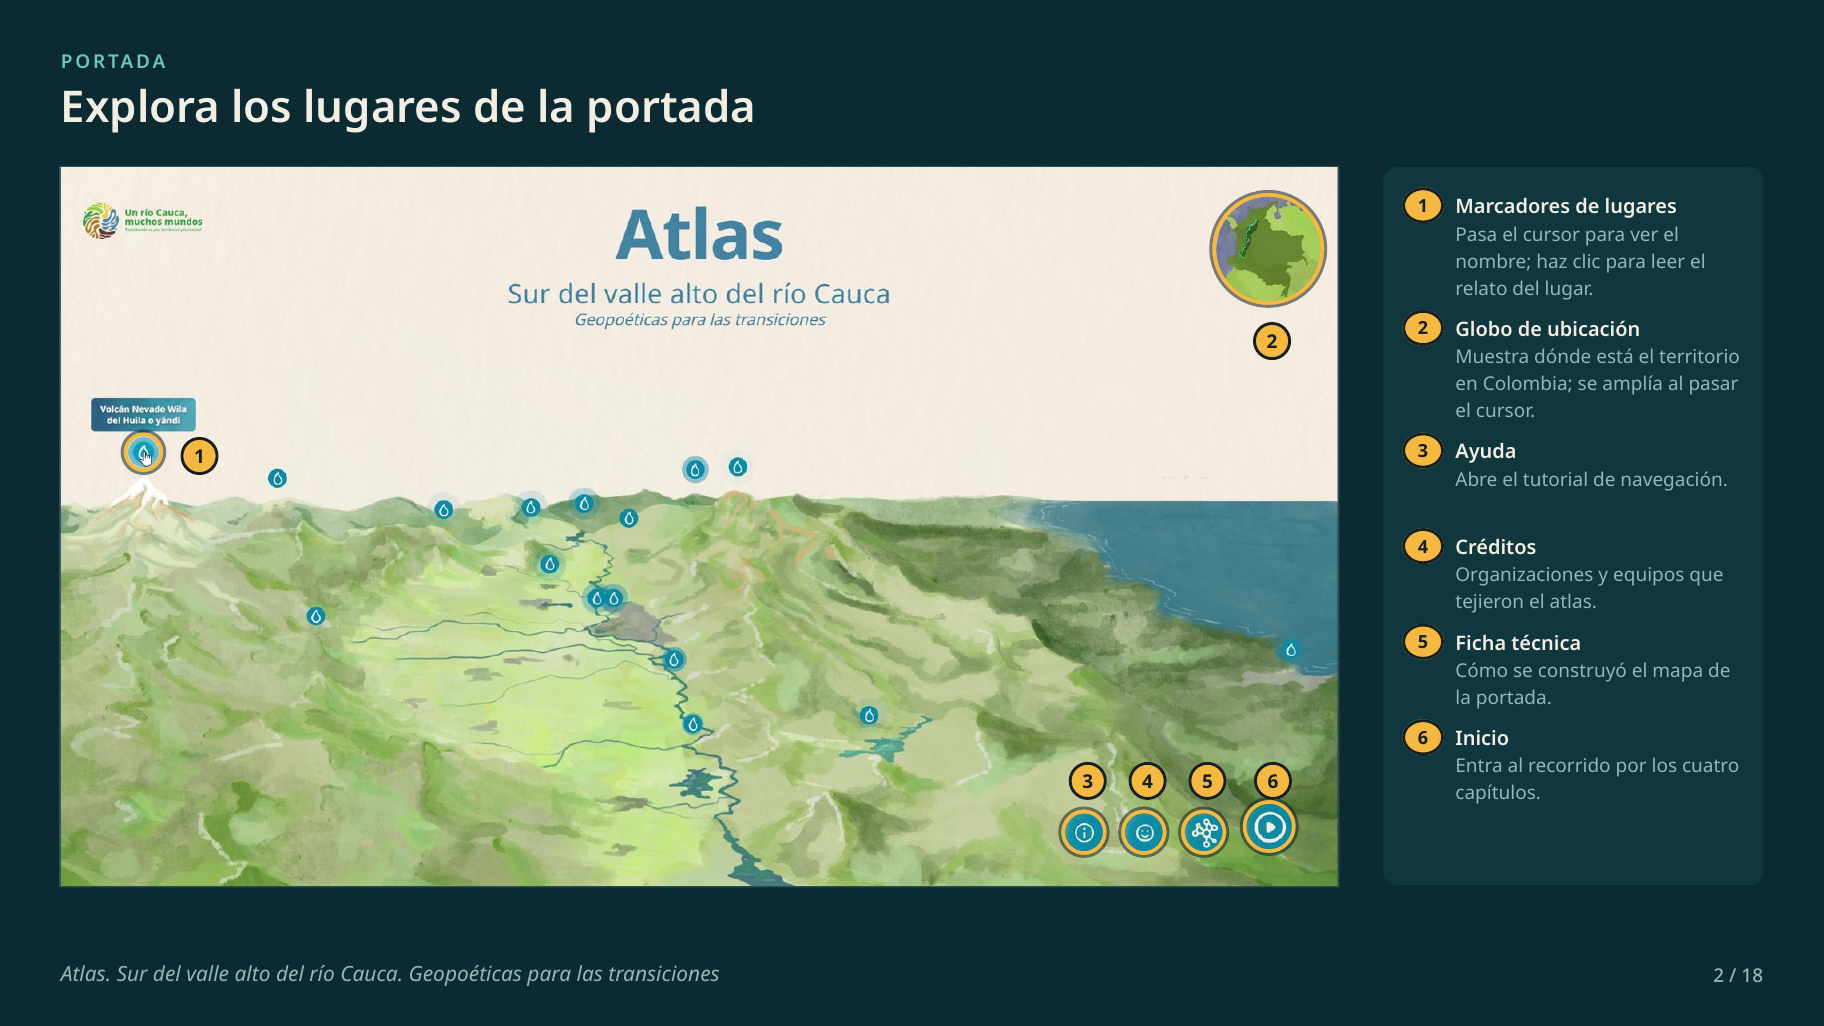 PORTADA
Explora los lugares de la portada
Un río Cauca,
muchos mundos
Atlas
Sur del valle alto del río Cauca
Geopoéticas para las transiciones
2
Volcán Nevado Wila
del Huila o yãndi
1
3
4
5
6
1
Marcadores de lugares
Pasa el cursor para ver el
nombre; haz clic para leer el
relato del lugar.
2
Globo de ubicación
Muestra dónde está el territorio
en Colombia; se amplía al pasar
el cursor.
3
Ayuda
Abre el tutorial de navegación.
4
Créditos
Organizaciones y equipos que
tejieron el atlas.
5
Ficha técnica
Cómo se construyó el mapa de
la portada.
6
Inicio
Entra al recorrido por los cuatro
capítulos.
Atlas. Sur del valle alto del río Cauca. Geopoéticas para las transiciones
2 / 18